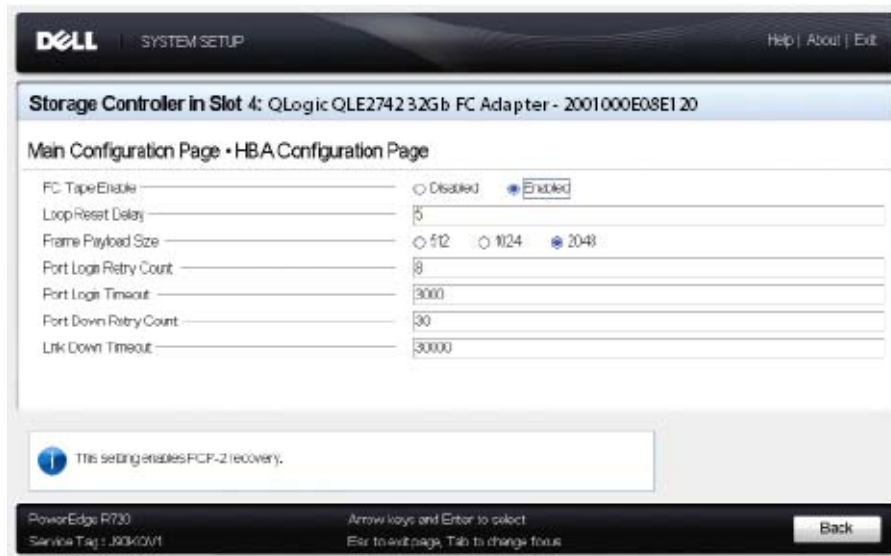 DELL SYSTEM SETUP Help | About | Exit
Storage Controller in Slot 4: QLogic QLE2742 32Gb FC Adapter - 2001000E08E120
Main Configuration Page • HBA Configuration Page
FC Tape Enable Disabled Enabled
Loop Reset Delay 5
Frame Payload Size 512 1024 2048
Port Login Retry Count 8
Port Login Timeout 3000
Port Down Retry Count 30
Link Down Timeout 30000
This setting enables FCP-2 recovery.
PowerEdge R730 Arrow keys and Enter to select
Service Tag : Esc to exit page, Tab to change focus
Back